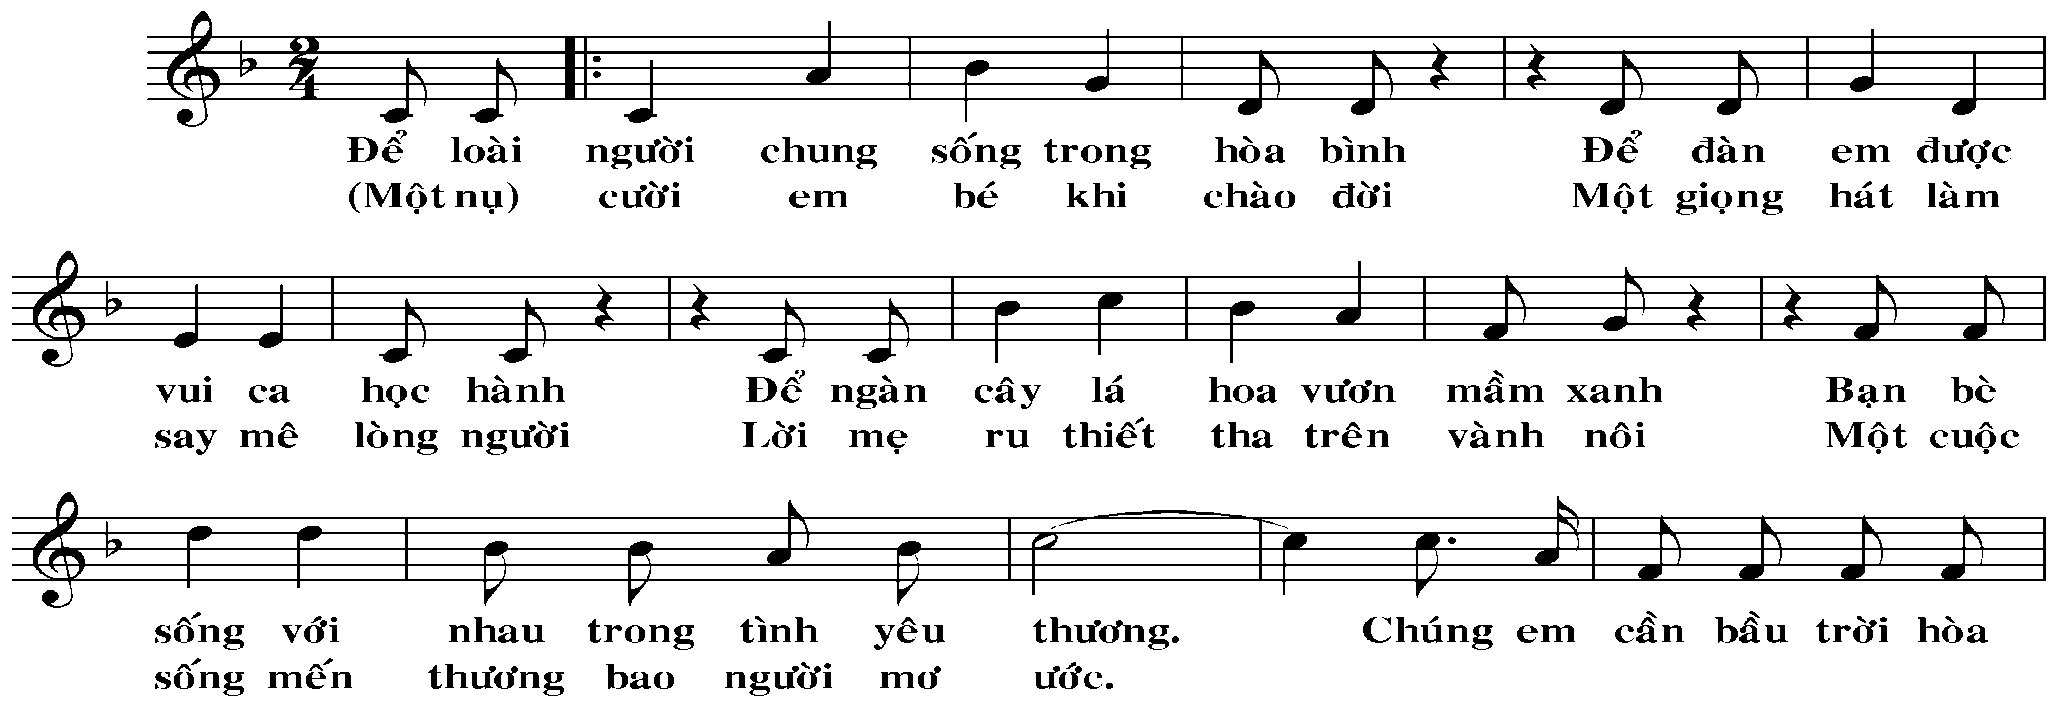 2
4
Để loài người chung sống trong hòa bình Để đàn em được
(Một nụ) cười em bé khi chào đời Một giọng hát làm
vui ca học hành Để ngàn cây lá hoa vươn mầm xanh Bạn bè
say mê lòng người Lời mẹ ru thiết tha trên vành nôi Một cuộc
sống với nhau trong tình yêu thương. Chúng em cần bầu trời hòa
sống mến thương bao người mơ ước.